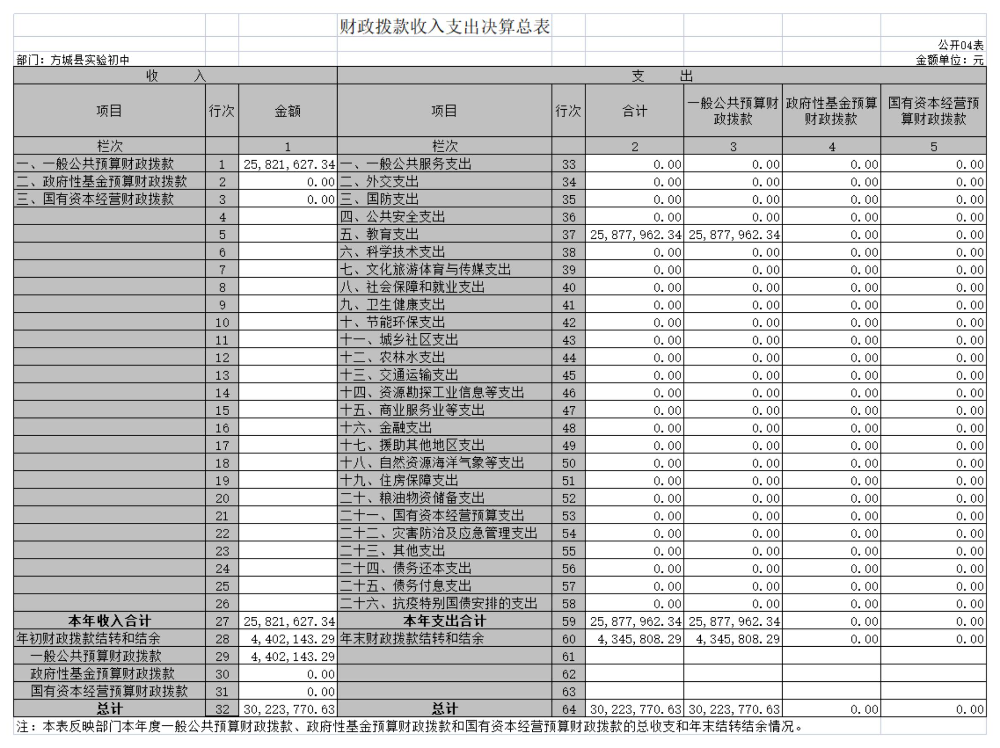 财政拨款收入支出决算总表
公开04表
部门：方城县实验初中 金额单位：元
收 入 支 出
项目 行次 金额 项目 行次 合计 一般公共预算财政拨款 政府性基金预算财政拨款 国有资本经营预算财政拨款
栏次 1 栏次 2 3 4 5
一、一般公共预算财政拨款 1 25,821,627.34 一、一般公共服务支出 33 0.00 0.00 0.00 0.00
二、政府性基金预算财政拨款 2 0.00 二、外交支出 34 0.00 0.00 0.00 0.00
三、国有资本经营财政拨款 3 0.00 三、国防支出 35 0.00 0.00 0.00 0.00
4 四、公共安全支出 36 0.00 0.00 0.00 0.00
5 五、教育支出 37 25,877,962.34 25,877,962.34 0.00 0.00
6 六、科学技术支出 38 0.00 0.00 0.00 0.00
7 七、文化旅游体育与传媒支出 39 0.00 0.00 0.00 0.00
8 八、社会保障和就业支出 40 0.00 0.00 0.00 0.00
9 九、卫生健康支出 41 0.00 0.00 0.00 0.00
10 十、节能环保支出 42 0.00 0.00 0.00 0.00
11 十一、城乡社区支出 43 0.00 0.00 0.00 0.00
12 十二、农林水支出 44 0.00 0.00 0.00 0.00
13 十三、交通运输支出 45 0.00 0.00 0.00 0.00
14 十四、资源勘探工业信息等支出 46 0.00 0.00 0.00 0.00
15 十五、商业服务业等支出 47 0.00 0.00 0.00 0.00
16 十六、金融支出 48 0.00 0.00 0.00 0.00
17 十七、援助其他地区支出 49 0.00 0.00 0.00 0.00
18 十八、自然资源海洋气象等支出 50 0.00 0.00 0.00 0.00
19 十九、住房保障支出 51 0.00 0.00 0.00 0.00
20 二十、粮油物资储备支出 52 0.00 0.00 0.00 0.00
21 二十一、国有资本经营预算支出 53 0.00 0.00 0.00 0.00
22 二十二、灾害防治及应急管理支出 54 0.00 0.00 0.00 0.00
23 二十三、其他支出 55 0.00 0.00 0.00 0.00
24 二十四、债务还本支出 56 0.00 0.00 0.00 0.00
25 二十五、债务付息支出 57 0.00 0.00 0.00 0.00
26 二十六、抗疫特别国债安排的支出 58 0.00 0.00 0.00 0.00
本年收入合计 27 25,821,627.34 本年支出合计 59 25,877,962.34 25,877,962.34 0.00 0.00
年初财政拨款结转和结余 28 4,402,143.29 年末财政拨款结转和结余 60 4,345,808.29 4,345,808.29 0.00 0.00
一般公共预算财政拨款 29 4,402,143.29 61
政府性基金预算财政拨款 30 0.00 62
国有资本经营预算财政拨款 31 0.00 63
总计 32 30,223,770.63 总计 64 30,223,770.63 30,223,770.63 0.00 0.00
注：本表反映部门本年度一般公共预算财政拨款、政府性基金预算财政拨款和国有资本经营预算财政拨款的总收支和年末结转结余情况。